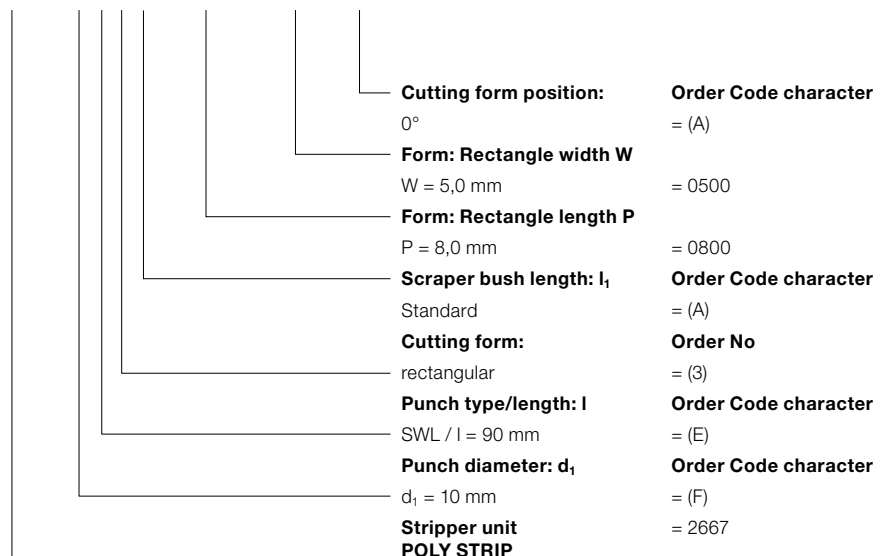 Cutting form position: Order Code character
0° = (A)
Form: Rectangle width W
W = 5,0 mm = 0500
Form: Rectangle length P
P = 8,0 mm = 0800
Scraper bush length: l₁ Order Code character
Standard = (A)
Cutting form: Order No
rectangular = (3)
Punch type/length: l Order Code character
SWL / l = 90 mm = (E)
Punch diameter: d₁ Order Code character
d₁ = 10 mm = (F)
Stripper unit = 2667
POLY STRIP